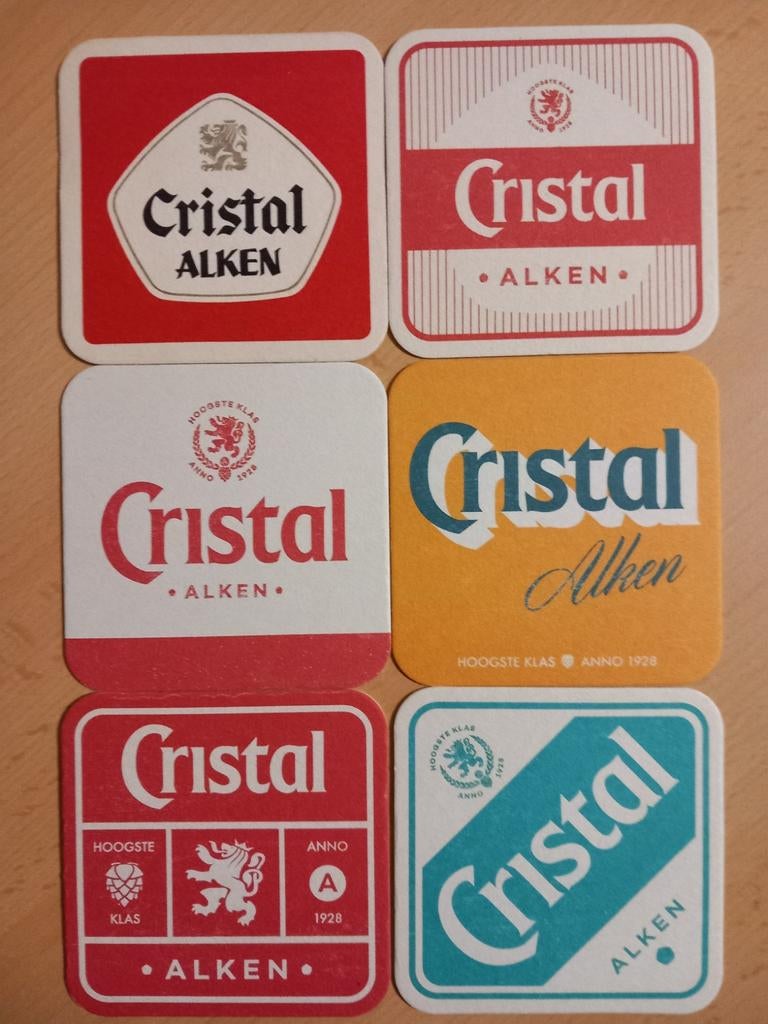 Cristal
ALKEN
HOOGSTE KLAS
ANNO 1928
Cristal
• ALKEN •
HOOGSTE KLAS
ANNO 1928
Cristal
• ALKEN •
Cristal
Alken
HOOGSTE KLAS ANNO 1928
Cristal
HOOGSTE
KLAS
ANNO
A
1928
• ALKEN •
HOOGSTE KLAS
ANNO 1928
Cristal
ALKEN